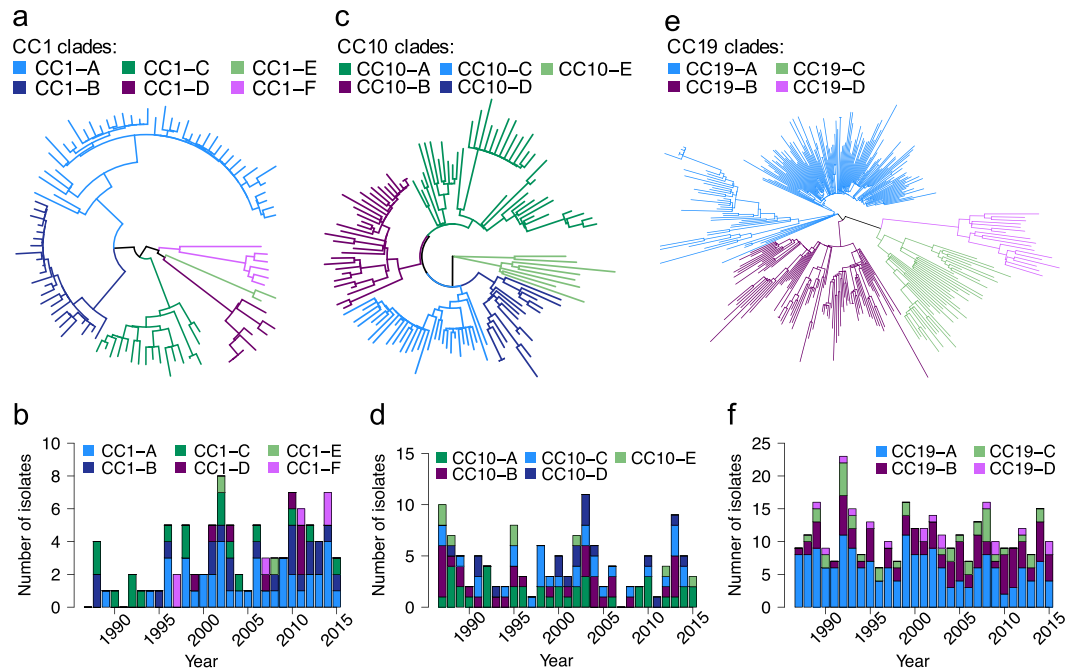 a
CC1 clades:
CC1–A CC1–C CC1–E
CC1–B CC1–D CC1–F
c
CC10 clades:
CC10–A CC10–C CC10–E
CC10–B CC10–D
e
CC19 clades:
CC19–A CC19–C
CC19–B CC19–D
b
CC1–A CC1–C CC1–E
CC1–B CC1–D CC1–F
Number of isolates
10
8
6
4
2
0
1990 1995 2000 2005 2010 2015
Year
d
CC10–A CC10–C CC10–E
CC10–B CC10–D
Number of isolates
15
10
5
0
1990 1995 2000 2005 2010 2015
Year
f
CC19–A CC19–C
CC19–B CC19–D
Nummer of isolates
25
20
15
10
5
0
1990 1995 2000 2005 2010 2015
Year